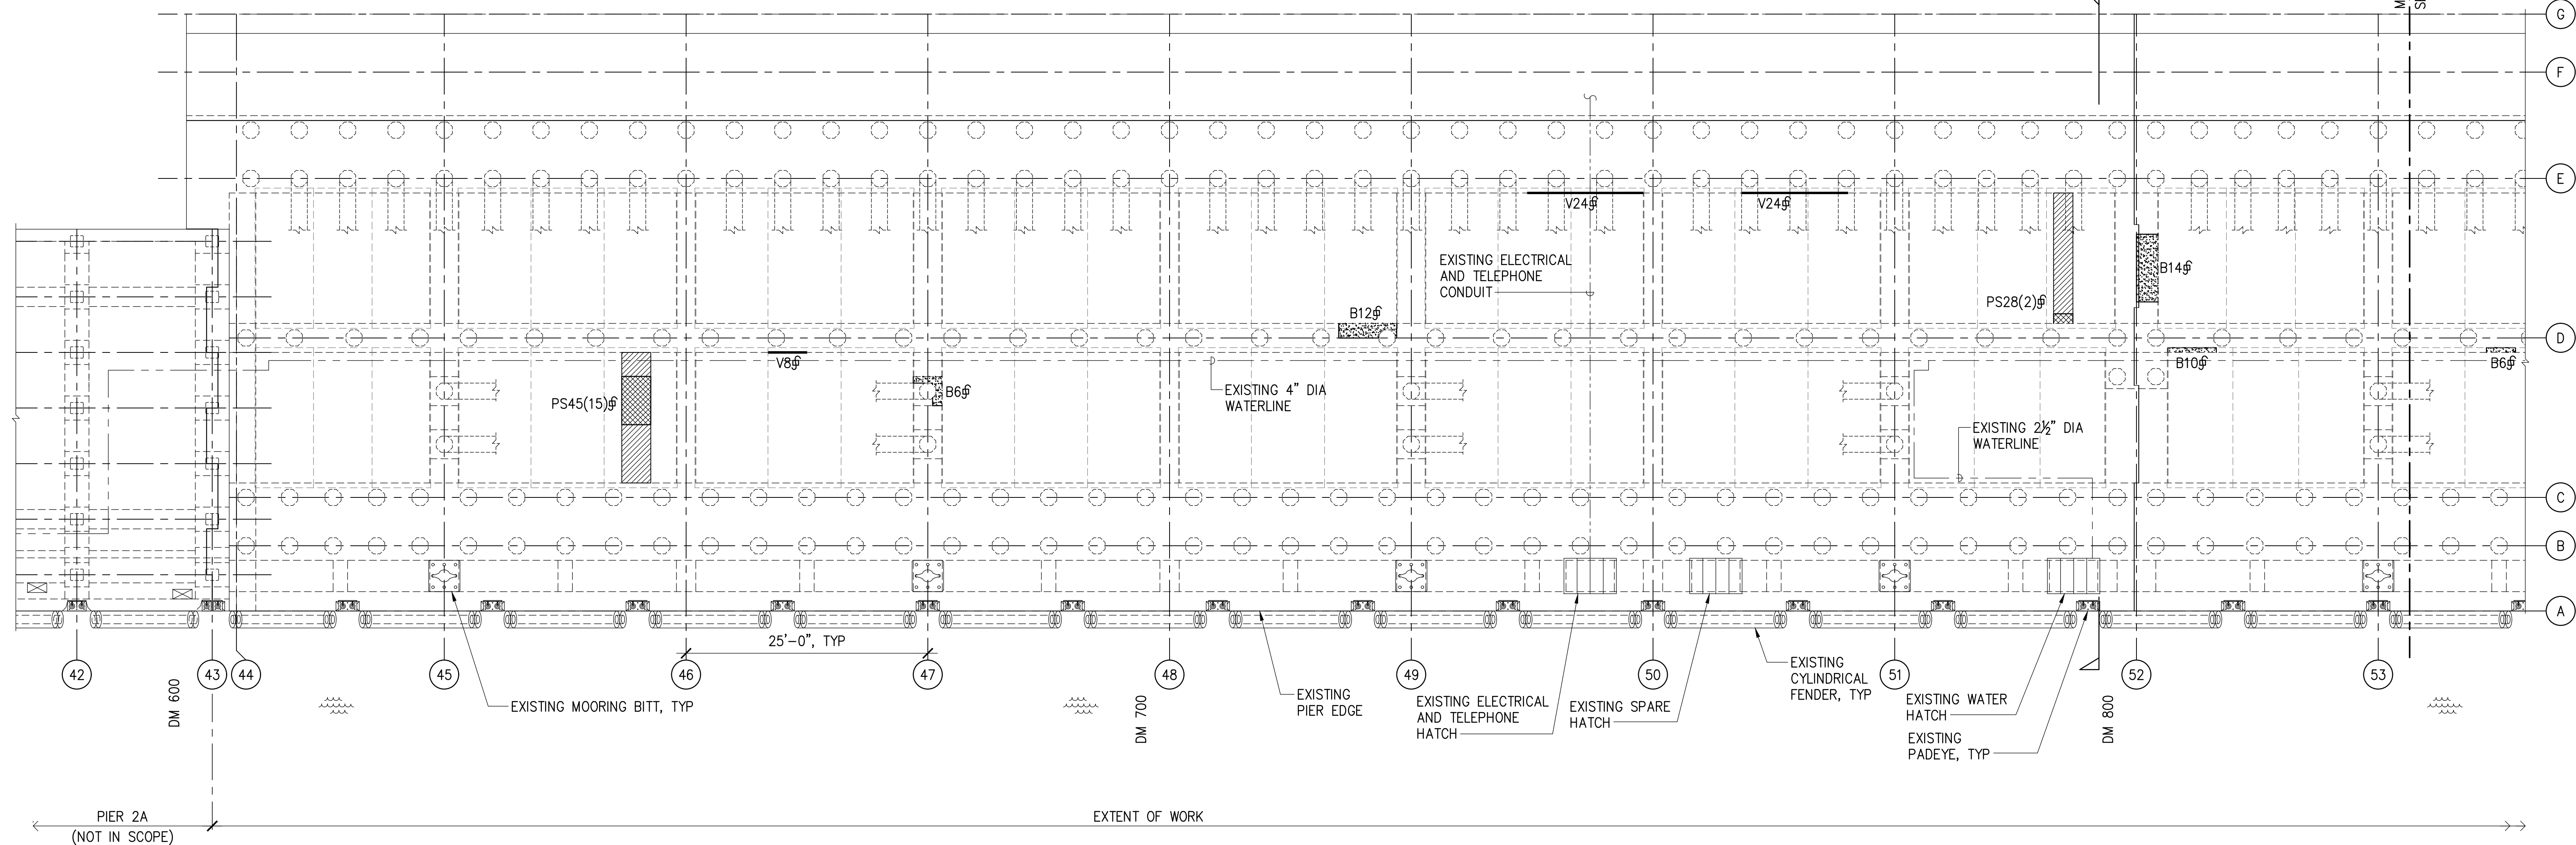 G
F
E
D
C
B
A
V24
V24
EXISTING ELECTRICAL
AND TELEPHONE
CONDUIT
B14
PS28(2)
B12
V8
B10
B6
PS45(15)
B6
EXISTING 4" DIA
WATERLINE
EXISTING 2½" DIA
WATERLINE
25'-0", TYP
42
43
44
45
46
47
48
49
50
51
52
53
DM 600
DM 700
DM 800
EXISTING MOORING BITT, TYP
EXISTING
PIER EDGE
EXISTING ELECTRICAL
AND TELEPHONE
HATCH
EXISTING SPARE
HATCH
EXISTING
CYLINDRICAL
FENDER, TYP
EXISTING WATER
HATCH
EXISTING
PADEYE, TYP
PIER 2A
(NOT IN SCOPE)
EXTENT OF WORK